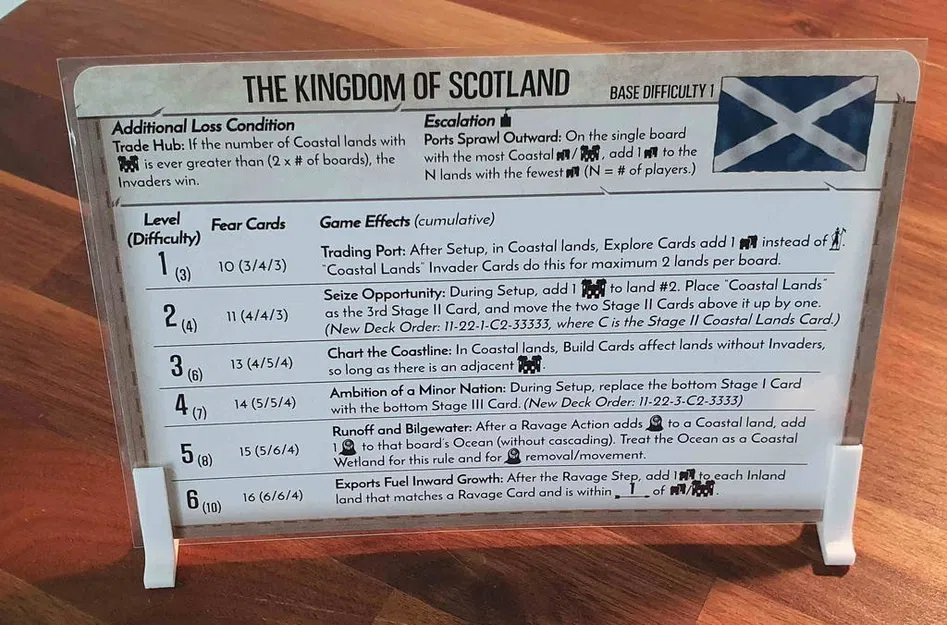 THE KINGDOM OF SCOTLAND
BASE DIFFICULTY 1
Additional Loss Condition
Trade Hub: If the number of Coastal lands with
is ever greater than (2 x # of boards), the
Invaders win.
Escalation
Ports Sprawl Outward: On the single board
with the most Coastal / , add 1 to the
N lands with the fewest (N = # of players.)
Level
(Difficulty)
Fear Cards
Game Effects (cumulative)
1 (3)
10 (3/4/3)
Trading Port: After Setup, in Coastal lands, Explore Cards add 1 instead of .
"Coastal Lands" Invader Cards do this for maximum 2 lands per board.
2 (4)
11 (4/4/3)
Seize Opportunity: During Setup, add 1 to land #2. Place "Coastal Lands"
as the 3rd Stage II Card, and move the two Stage II Cards above it up by one.
(New Deck Order: 11-22-1-C2-33333, where C is the Stage II Coastal Lands Card.)
3 (6)
13 (4/5/4)
Chart the Coastline: In Coastal lands, Build Cards affect lands without Invaders,
so long as there is an adjacent .
4 (7)
14 (5/5/4)
Ambition of a Minor Nation: During Setup, replace the bottom Stage I Card
with the bottom Stage III Card. (New Deck Order: 11-22-3-C2-3333)
5 (8)
15 (5/6/4)
Runoff and Bilgewater: After a Ravage Action adds to a Coastal land, add
1 to that board's Ocean (without cascading). Treat the Ocean as a Coastal
Wetland for this rule and for removal/movement.
6 (10)
16 (6/6/4)
Exports Fuel Inward Growth: After the Ravage Step, add 1 to each Inland
land that matches a Ravage Card and is within 1 of / .